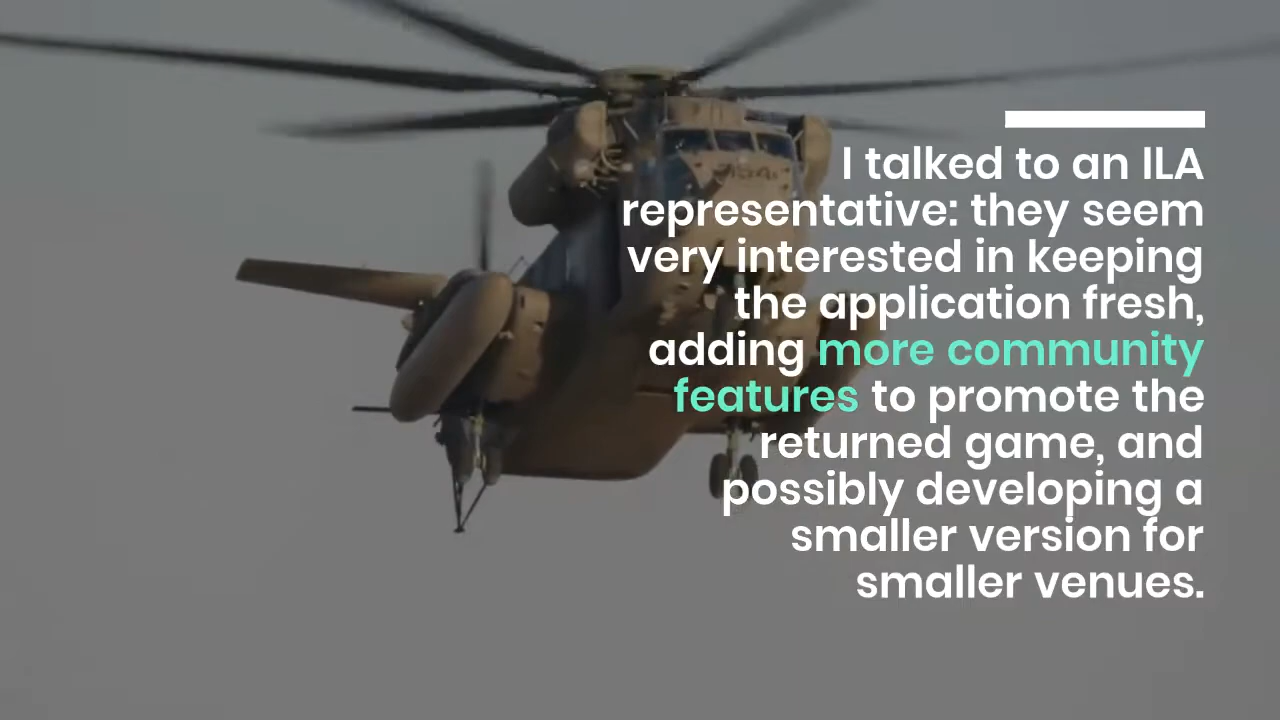 I talked to an ILA
representative: they seem
very interested in keeping
the application fresh,
adding more community
features to promote the
returned game, and
possibly developing a
smaller version for
smaller venues.